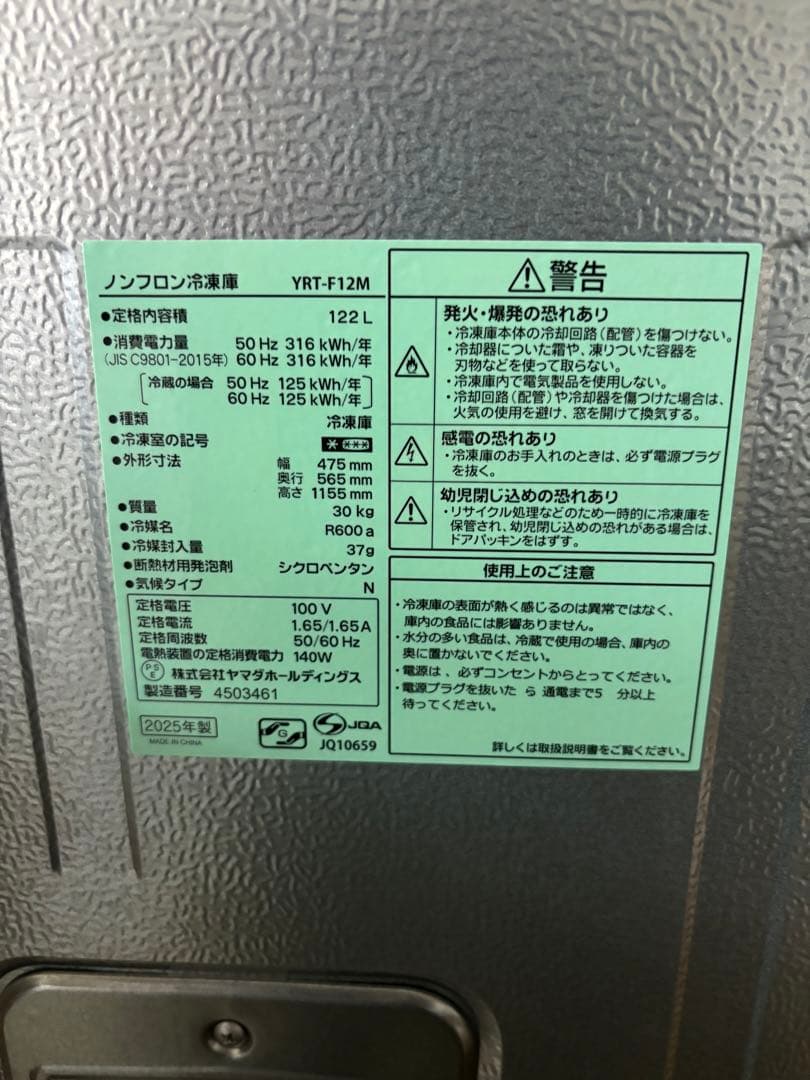 ノンフロン冷凍庫 YRT-F12M
●定格内容積 122 L
●消費電力量 50 Hz 316 kWh/年
(JIS C9801-2015年) 60 Hz 316 kWh/年
冷蔵の場合 50 Hz 125 kWh/年
60 Hz 125 kWh/年
●種類 冷凍庫
●冷凍室の記号
●外形寸法 幅 475 mm
奥行 565 mm
高さ 1155 mm
●質量 30 kg
●冷媒名 R600 a
●冷媒封入量 37g
●断熱材用発泡剤 シクロペンタン
●気候タイプ N
定格電圧 100 V
定格電流 1.65/1.65A
定格周波数 50/60 Hz
電熱装置の定格消費電力 140W
PSE 株式会社ヤマダホールディングス
製造番号 4503461
2025年製
MADE IN CHINA
G
JQA
JQ10659
警告
発火・爆発の恐れあり
・冷凍庫本体の冷却回路(配管)を傷つけない。
・冷却器についた霜や、凍りついた容器を
刃物などを使って取らない。
・冷凍庫内で電気製品を使用しない。
・冷却回路(配管)や冷却器を傷つけた場合は、
火気の使用を避け、窓を開けて換気する。
感電の恐れあり
・冷凍庫のお手入れのときは、必ず電源プラグ
を抜く。
幼児閉じ込めの恐れあり
・リサイクル処理などのため一時的に冷凍庫を
保管され、幼児閉じ込めの恐れがある場合は、
ドアパッキンをはずす。
使用上のご注意
・冷凍庫の表面が熱く感じるのは異常ではなく、
庫内の食品には影響ありません。
・水分の多い食品は、冷蔵で使用の場合、庫内の
奥に置かないでください。
・電源は 、必ずコンセントからとってください。
・電源プラグを抜いた ら 通電まで5 分以上
待ってください。
詳しくは取扱説明書をご覧ください。